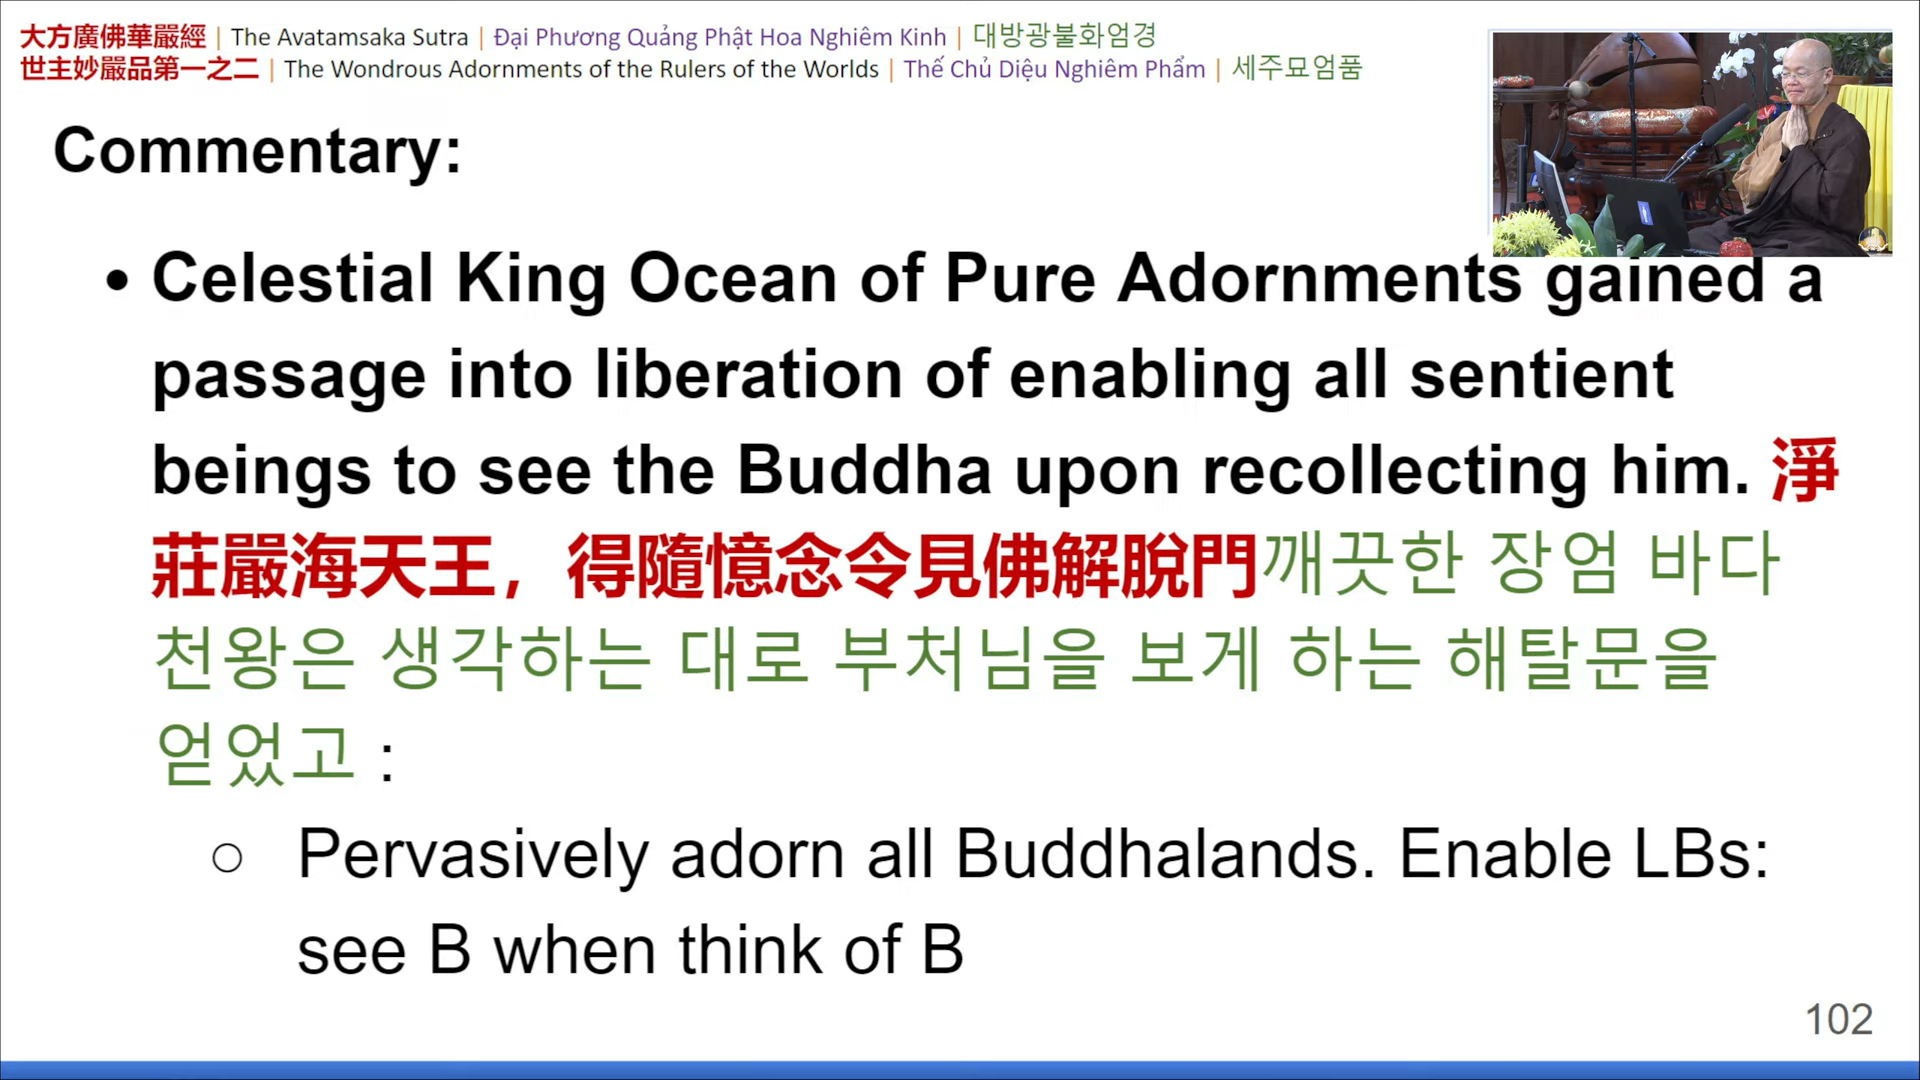 大方廣佛華嚴經 | The Avatamsaka Sutra | Đại Phương Quảng Phật Hoa Nghiêm Kinh | 대방광불화엄경
世主妙嚴品第一之二 | The Wondrous Adornments of the Rulers of the Worlds | Thế Chủ Diệu Nghiêm Phẩm | 세주묘엄품
Commentary:
• Celestial King Ocean of Pure Adornments gained a
passage into liberation of enabling all sentient
beings to see the Buddha upon recollecting him. 淨
莊嚴海天王，得隨憶念令見佛解脫門깨끗한 장엄 바다
천왕은 생각하는 대로 부처님을 보게 하는 해탈문을
얻었고 :
○ Pervasively adorn all Buddhalands. Enable LBs:
see B when think of B
102